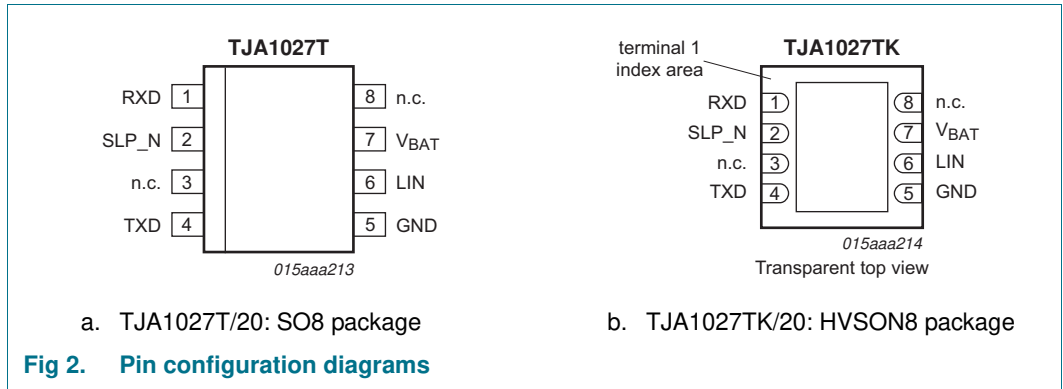 TJA1027T
RXD 1
SLP_N 2
n.c. 3
TXD 4
8 n.c.
7 VBAT
6 LIN
5 GND
015aaa213
a. TJA1027T/20: SO8 package
terminal 1
index area
TJA1027TK
RXD 1
SLP_N 2
n.c. 3
TXD 4
8 n.c.
7 VBAT
6 LIN
5 GND
015aaa214
Transparent top view
b. TJA1027TK/20: HVSON8 package
Fig 2. Pin configuration diagrams